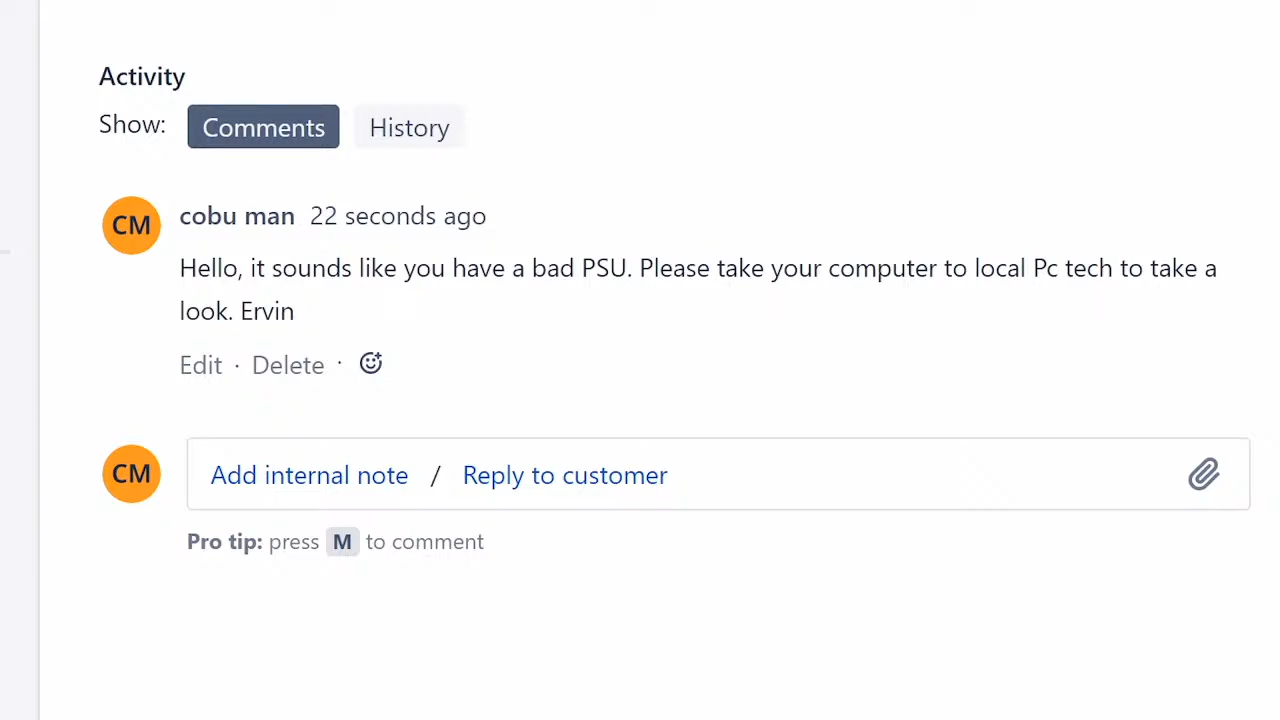 Activity
Show: Comments History
CM cobu man 22 seconds ago
Hello, it sounds like you have a bad PSU. Please take your computer to local Pc tech to take a
look. Ervin
Edit · Delete ·
CM Add internal note / Reply to customer
Pro tip: press M to comment